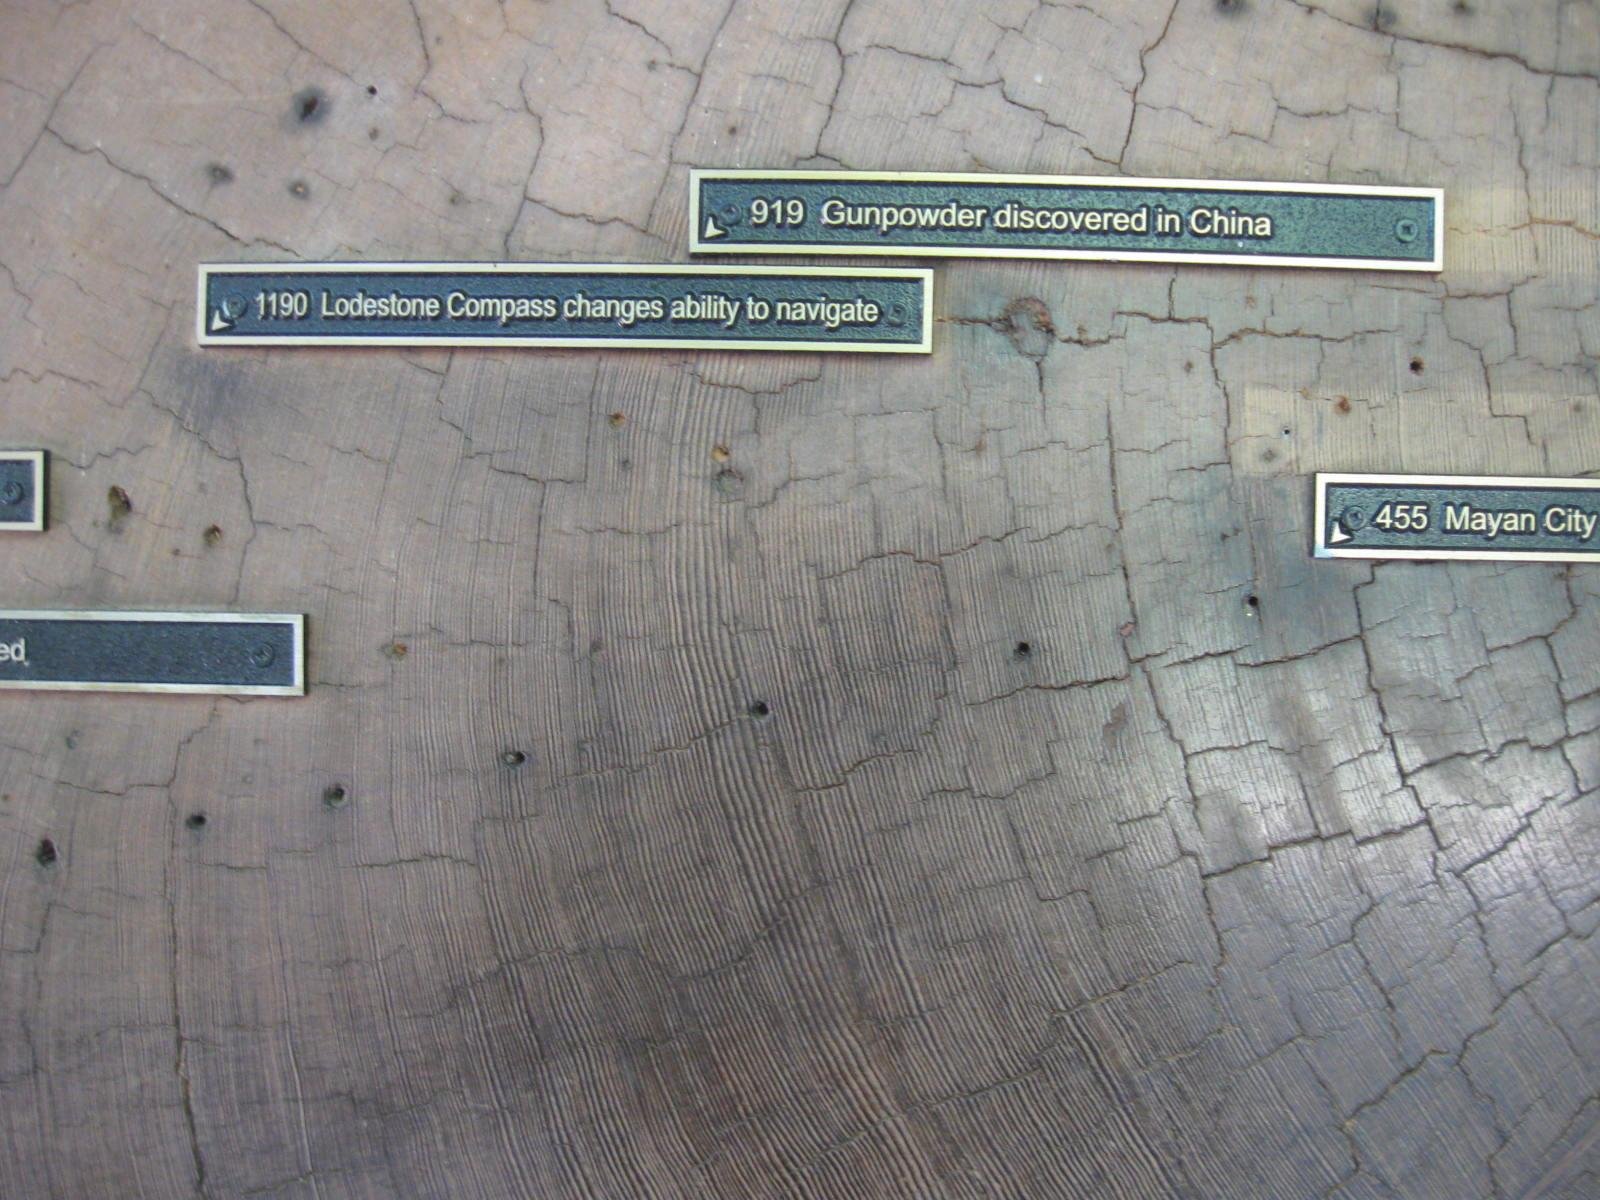 919 Gunpowder discovered in China
1190 Lodestone Compass changes ability to navigate
455 Mayan City
ed